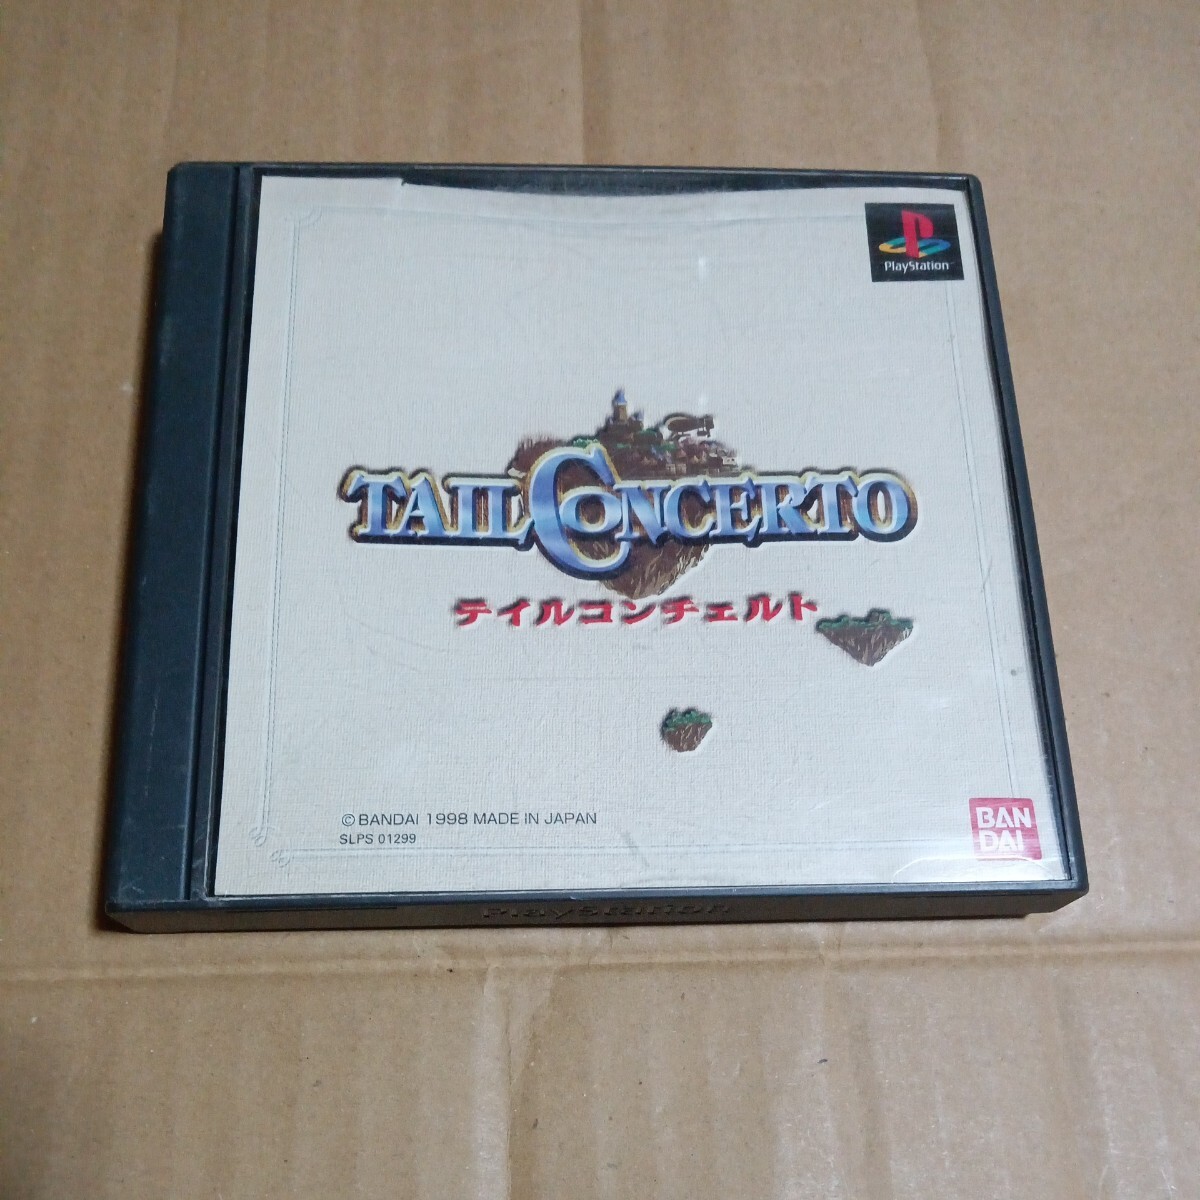 PlayStation
TAIL CONCERTO
テイルコンチェルト
© BANDAI 1998 MADE IN JAPAN
SLPS 01299
BAN
DAI
PlayStation